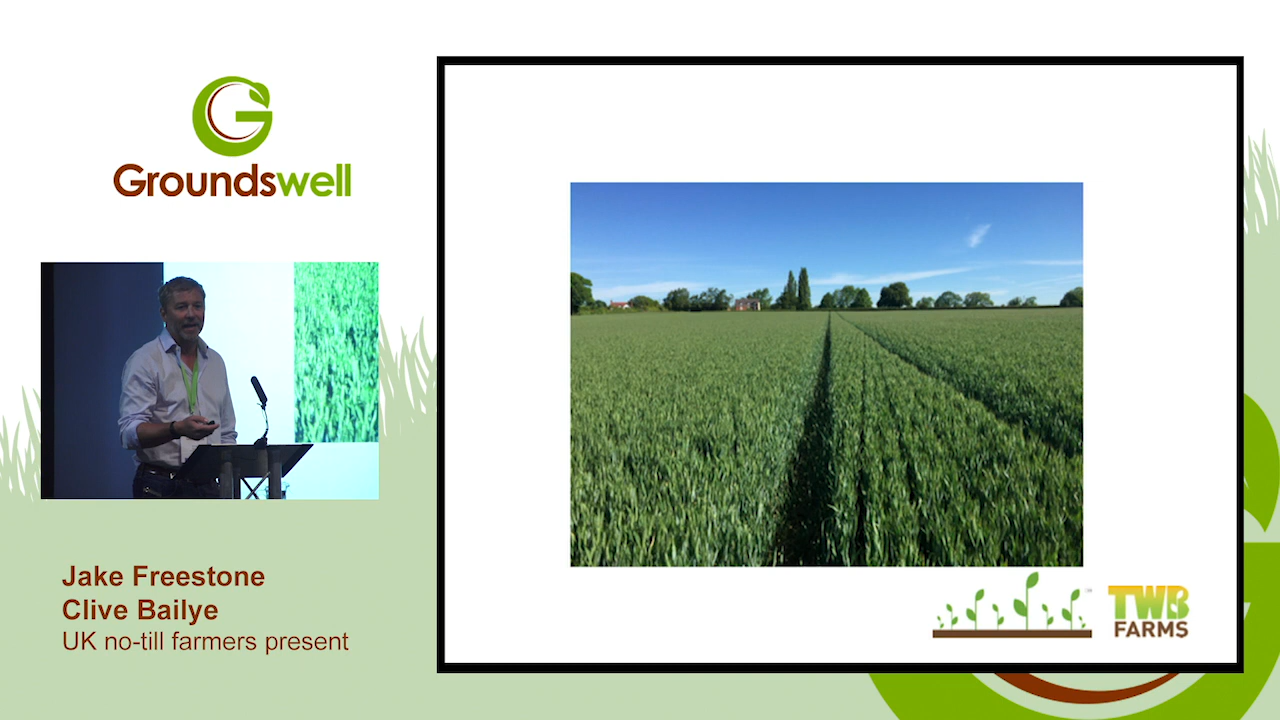 Groundswell
Jake Freestone
Clive Bailye
UK no-till farmers present
TWB
FARMS